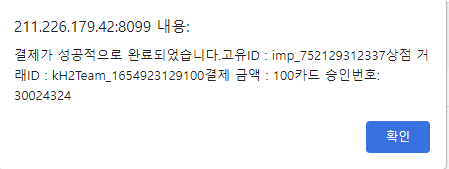 211.226.179.42:8099 내용:
결제가 성공적으로 완료되었습니다.고유ID : imp_752129312337상점 거
래ID : kH2Team_1654923129100결제 금액 : 100카드 승인번호:
30024324
확인